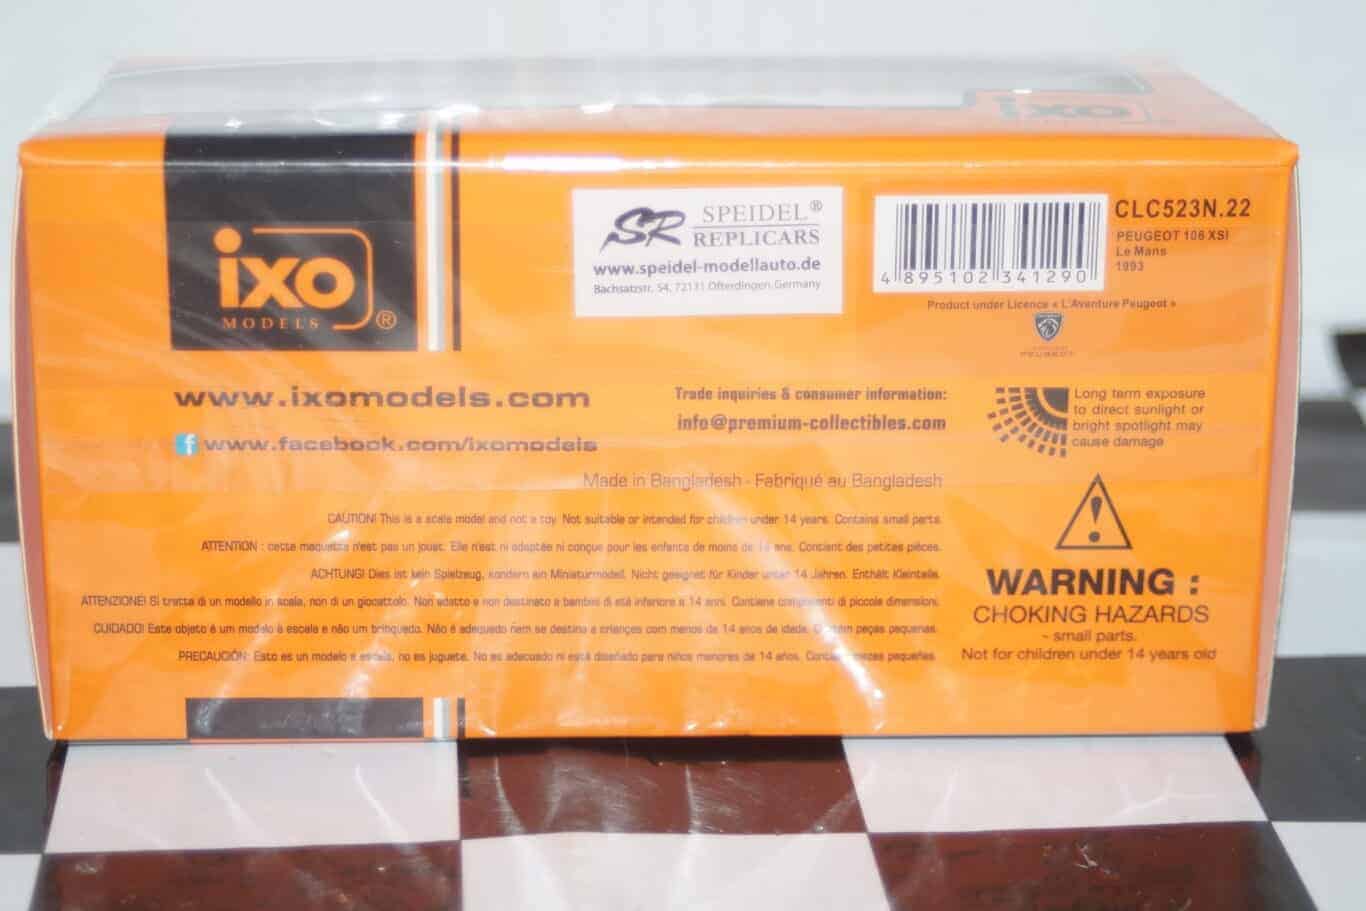 ixo
ixo
MODELS ®
SR SPEIDEL®
REPLICARS
www.speidel-modellauto.de
Bachsatzstr. 54, 72131 Ofterdingen, Germany
4 895102 341290
CLC523N.22
PEUGEOT 106 XSI
Le Mans
1993
Product under Licence « L'Aventure Peugeot »
PEUGEOT
www.ixomodels.com
f www.facebook.com/ixomodels
Trade inquiries & consumer information:
info@premium-collectibles.com
Long term exposure
to direct sunlight or
bright spotlight may
cause damage
Made in Bangladesh - Fabriqué au Bangladesh
CAUTION! This is a scale model and not a toy. Not suitable or intended for children under 14 years. Contains small parts.
ATTENTION : cette maquette n'est pas un jouet. Elle n'est ni adaptée ni conçue pour les enfants de moins de 14 ans. Contient des petites pièces.
ACHTUNG! Dies ist kein Spielzeug, sondern ein Miniaturmodell. Nicht geeignet für Kinder unter 14 Jahren. Enthält Kleinteile.
ATTENZIONE! Si tratta di un modello in scala, non di un giocattolo. Non adatto e non destinato a bambini di età inferiore a 14 anni. Contiene componenti di piccole dimensioni.
CUIDADO! Este objeto é um modelo à escala e não um brinquedo. Não é adequado nem se destina a crianças com menos de 14 anos de idade. Contém peças pequenas.
PRECAUCIÓN: Esto es un modelo a escala, no es juguete. No es adecuado ni está diseñado para niños menores de 14 años. Contiene piezas pequeñas.
WARNING :
CHOKING HAZARDS
- small parts.
Not for children under 14 years old